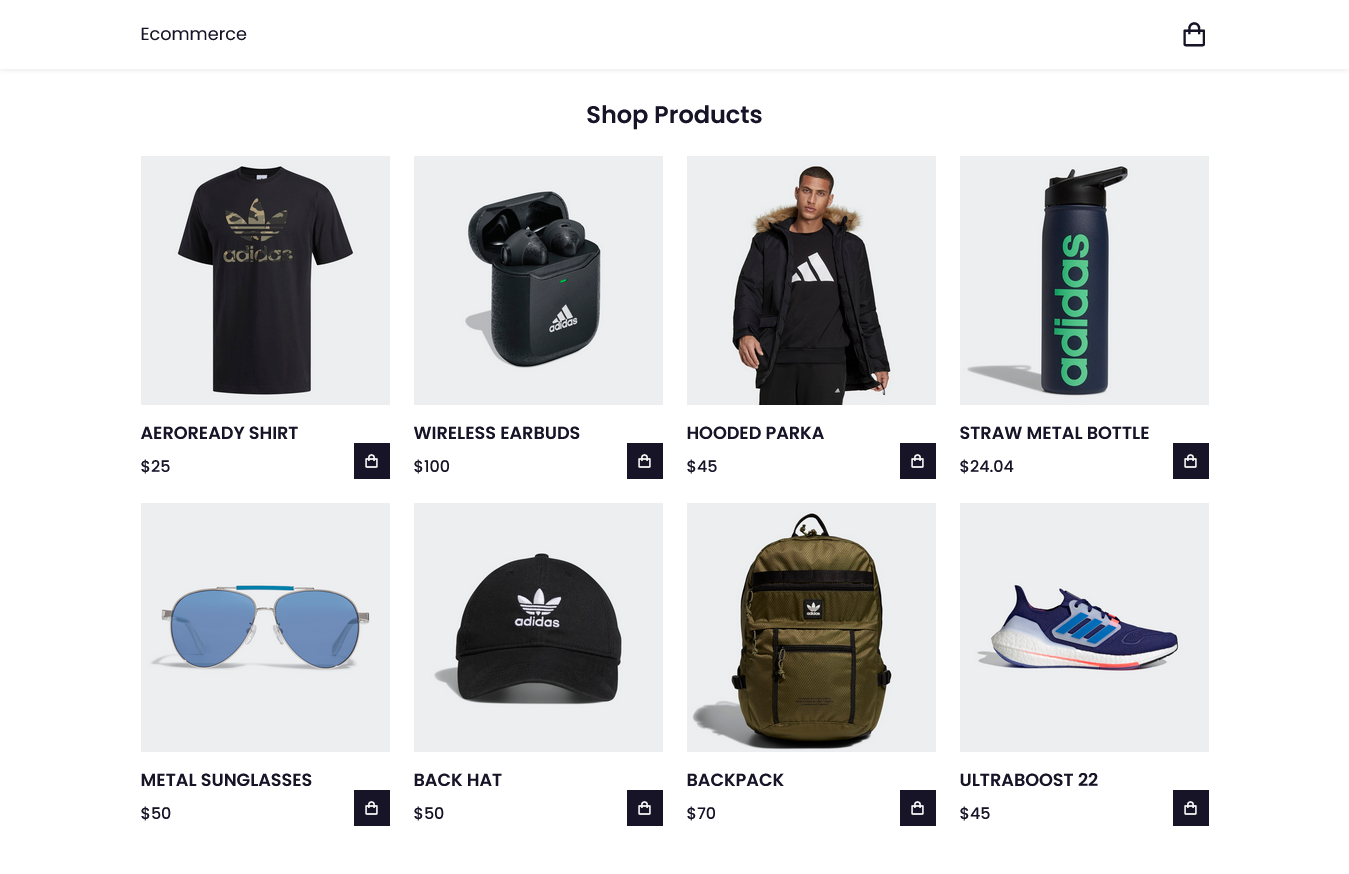 Ecommerce
Shop Products
adidas
adidas
adidas
AEROREADY SHIRT
WIRELESS EARBUDS
HOODED PARKA
STRAW METAL BOTTLE
$25
$100
$45
$24.04
adidas
adidas
METAL SUNGLASSES
BACK HAT
BACKPACK
ULTRABOOST 22
$50
$50
$70
$45